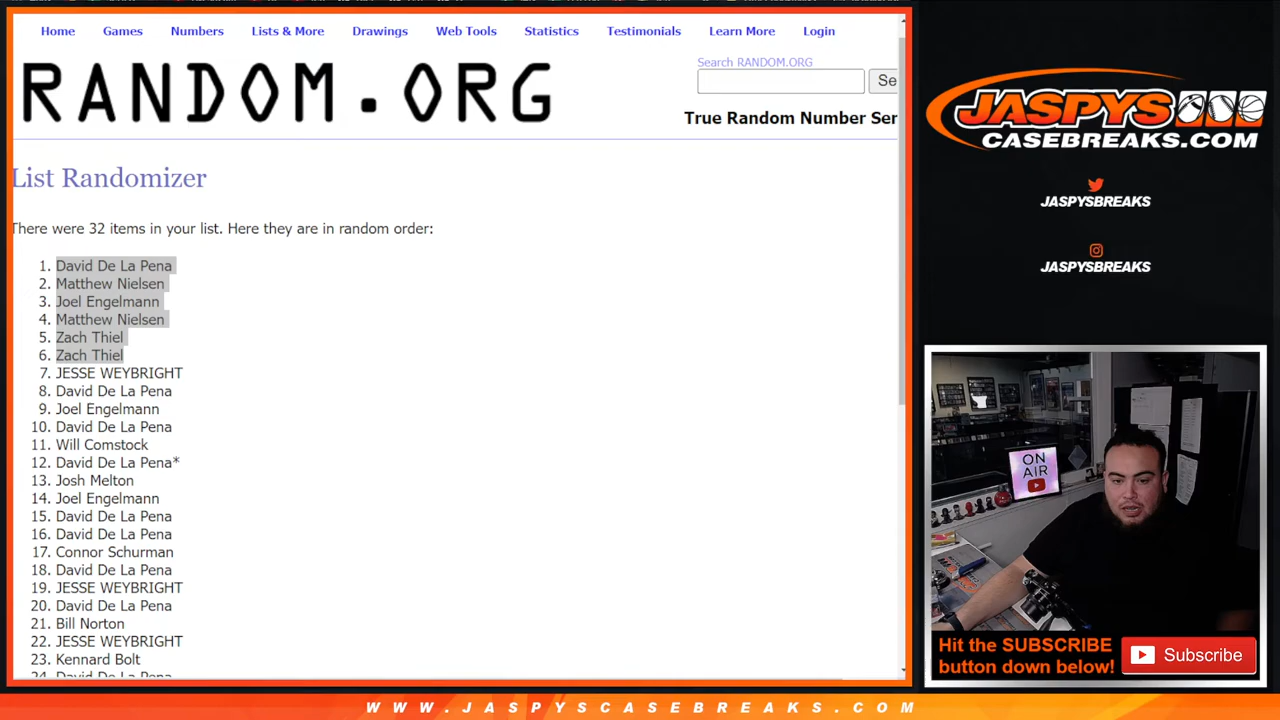 Home Games Numbers Lists & More Drawings Web Tools Statistics Testimonials Learn More Login
RANDOM.ORG
Search RANDOM.ORG
Se
True Random Number Ser
List Randomizer
There were 32 items in your list. Here they are in random order:
1. David De La Pena
2. Matthew Nielsen
3. Joel Engelmann
4. Matthew Nielsen
5. Zach Thiel
6. Zach Thiel
7. JESSE WEYBRIGHT
8. David De La Pena
9. Joel Engelmann
10. David De La Pena
11. Will Comstock
12. David De La Pena*
13. Josh Melton
14. Joel Engelmann
15. David De La Pena
16. David De La Pena
17. Connor Schurman
18. David De La Pena
19. JESSE WEYBRIGHT
20. David De La Pena
21. Bill Norton
22. JESSE WEYBRIGHT
23. Kennard Bolt
24. David De La Pena
JASPYS
CASEBREAKS.COM
JASPYSBREAKS
JASPYSBREAKS
ON
AIR
Hit the SUBSCRIBE
button down below!
Subscribe
WWW.JASPYSCASEBREAKS.COM